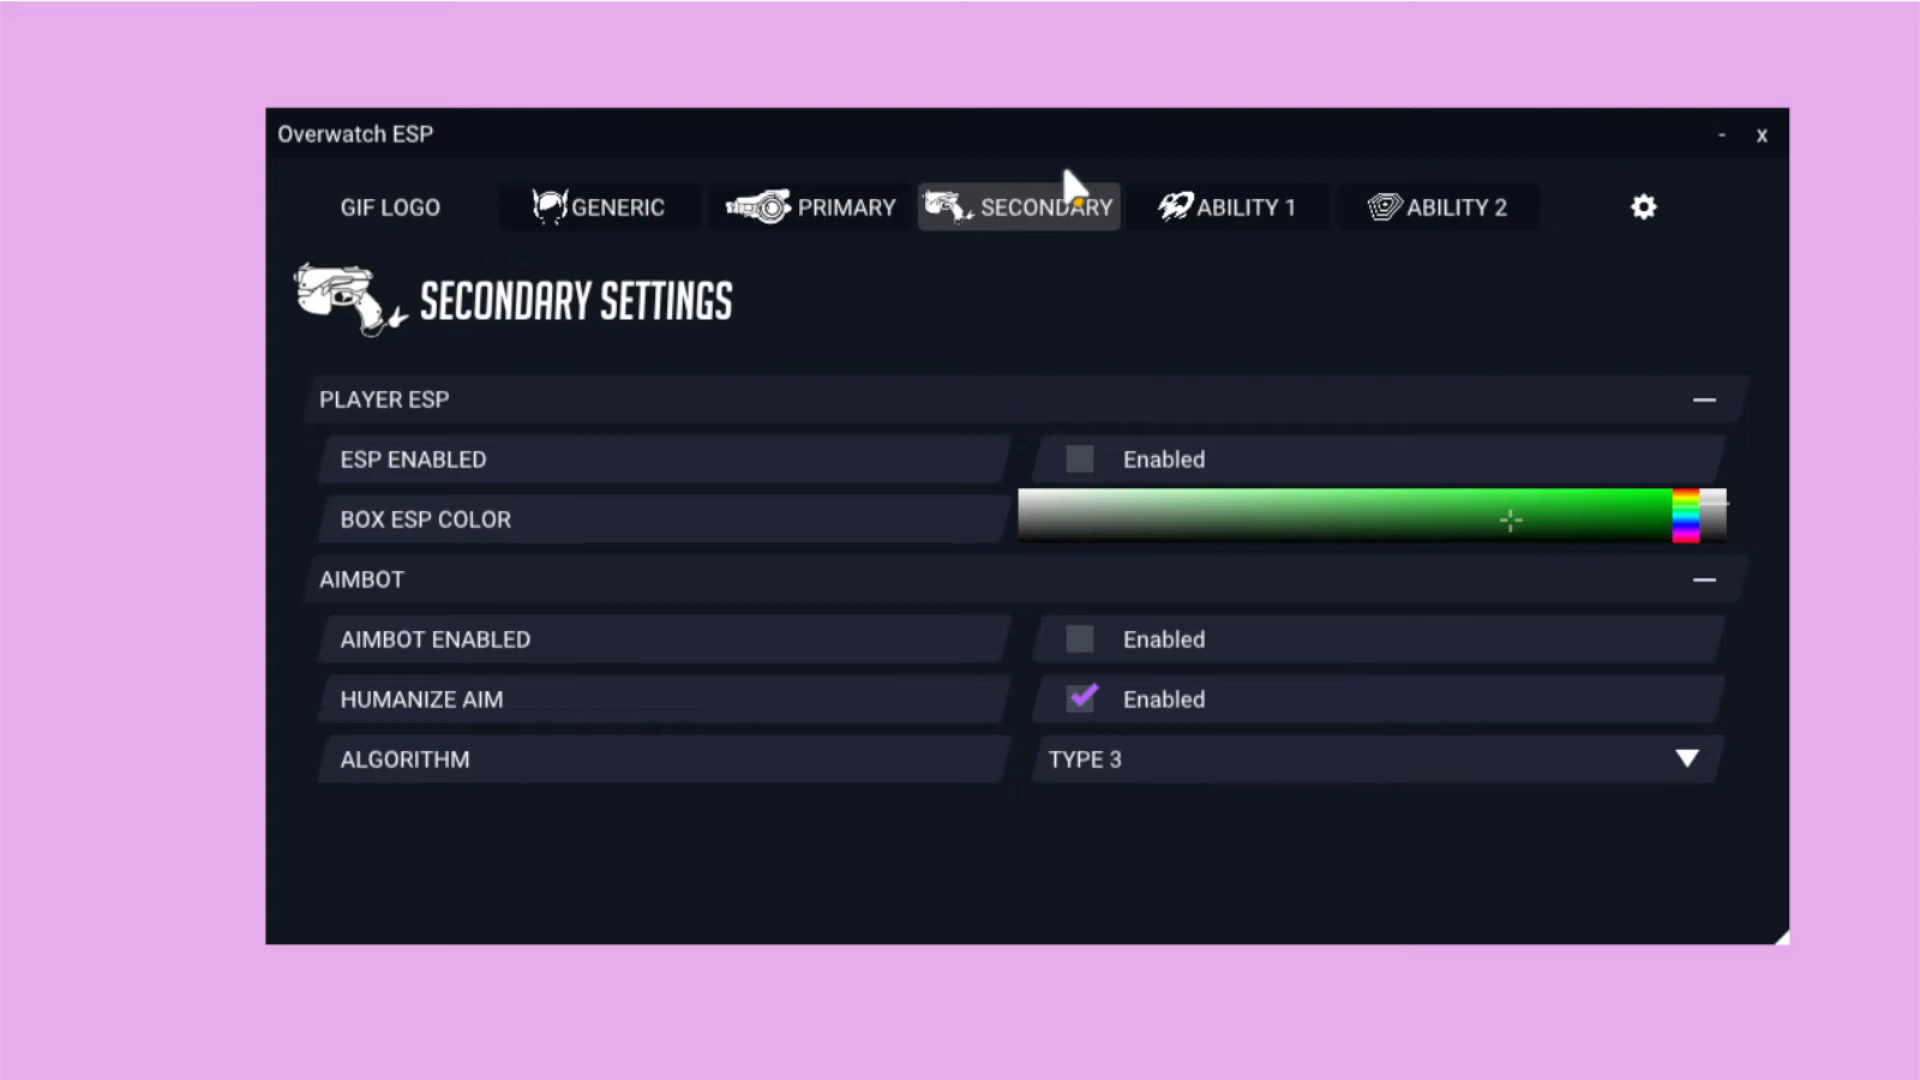 Overwatch ESP
- x
GIF LOGO GENERIC PRIMARY SECONDARY ABILITY 1 ABILITY 2
SECONDARY SETTINGS
PLAYER ESP
ESP ENABLED Enabled
BOX ESP COLOR
AIMBOT
AIMBOT ENABLED Enabled
HUMANIZE AIM Enabled
ALGORITHM TYPE 3